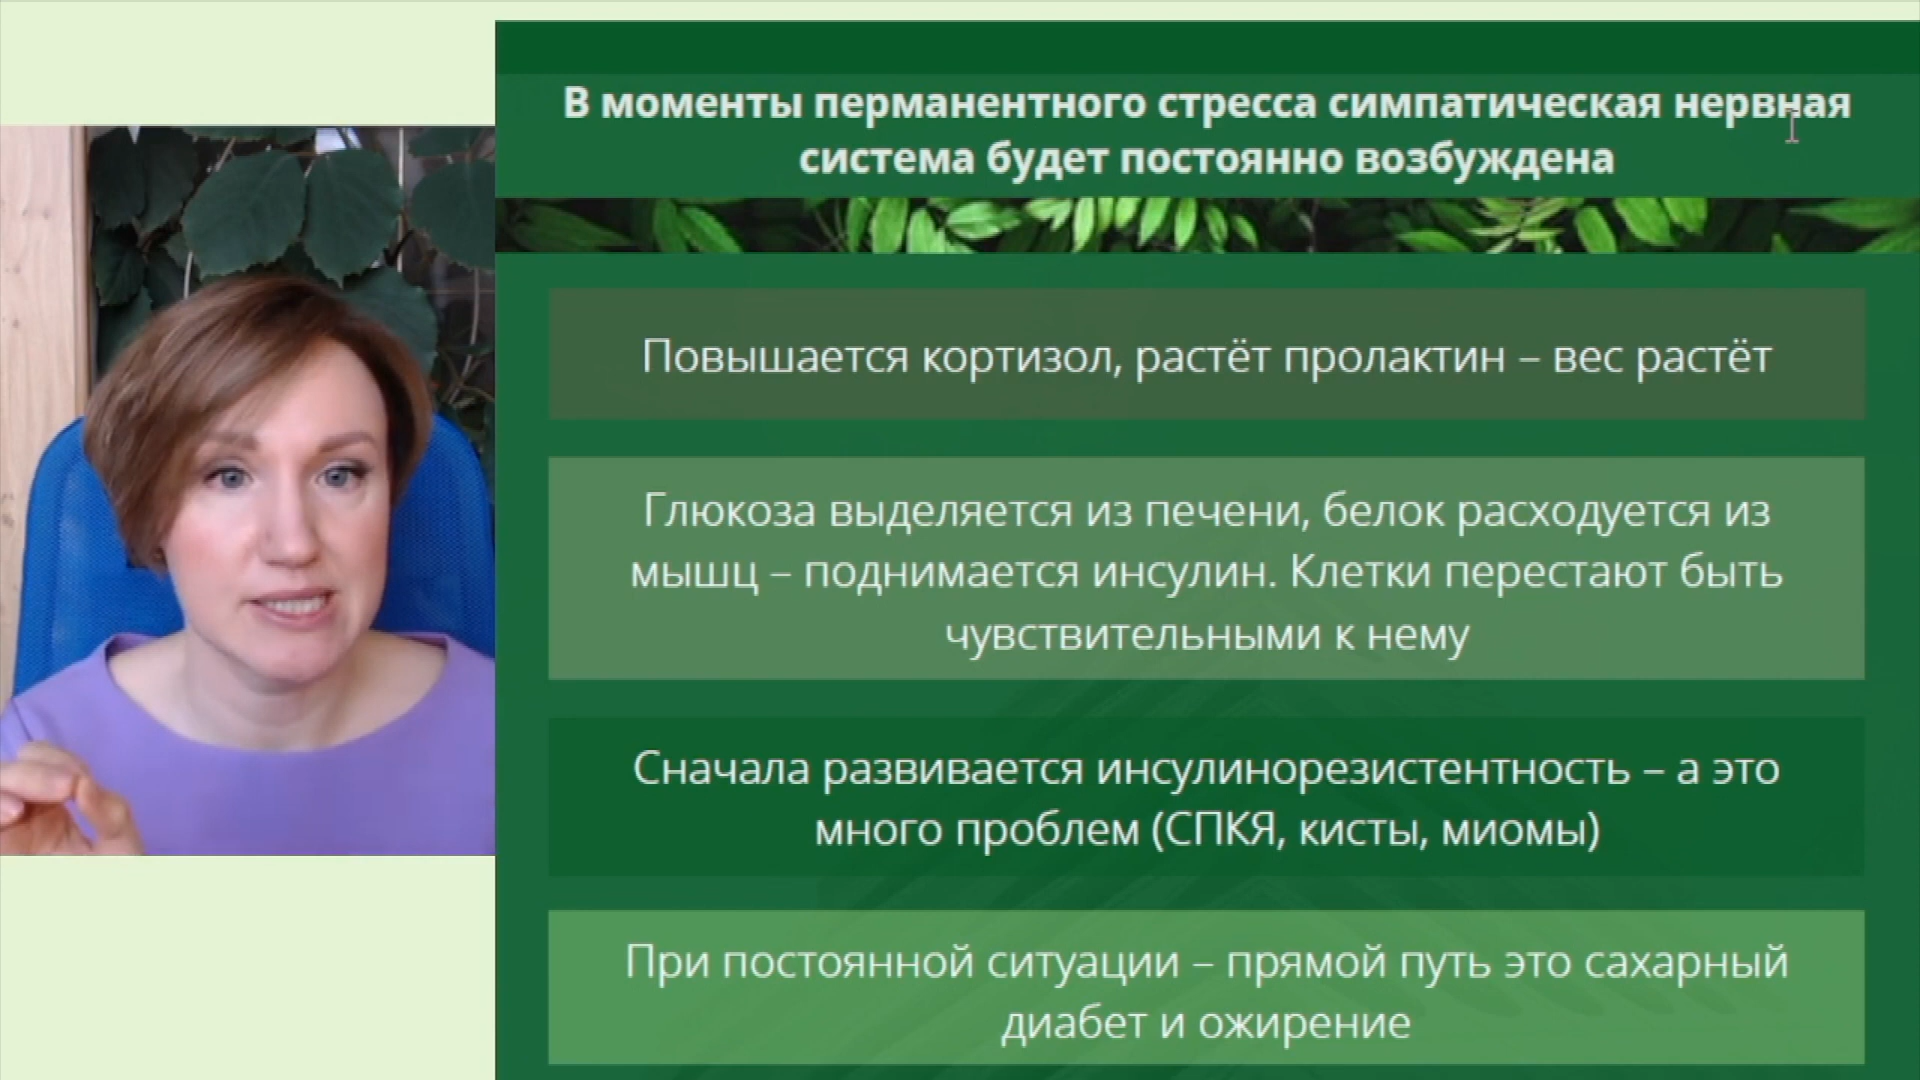 В моменты перманентного стресса симпатическая нервная
система будет постоянно возбуждена
Повышается кортизол, растёт пролактин – вес растёт
Глюкоза выделяется из печени, белок расходуется из
мышц – поднимается инсулин. Клетки перестают быть
чувствительными к нему
Сначала развивается инсулинорезистентность – а это
много проблем (СПКЯ, кисты, миомы)
При постоянной ситуации – прямой путь это сахарный
диабет и ожирение